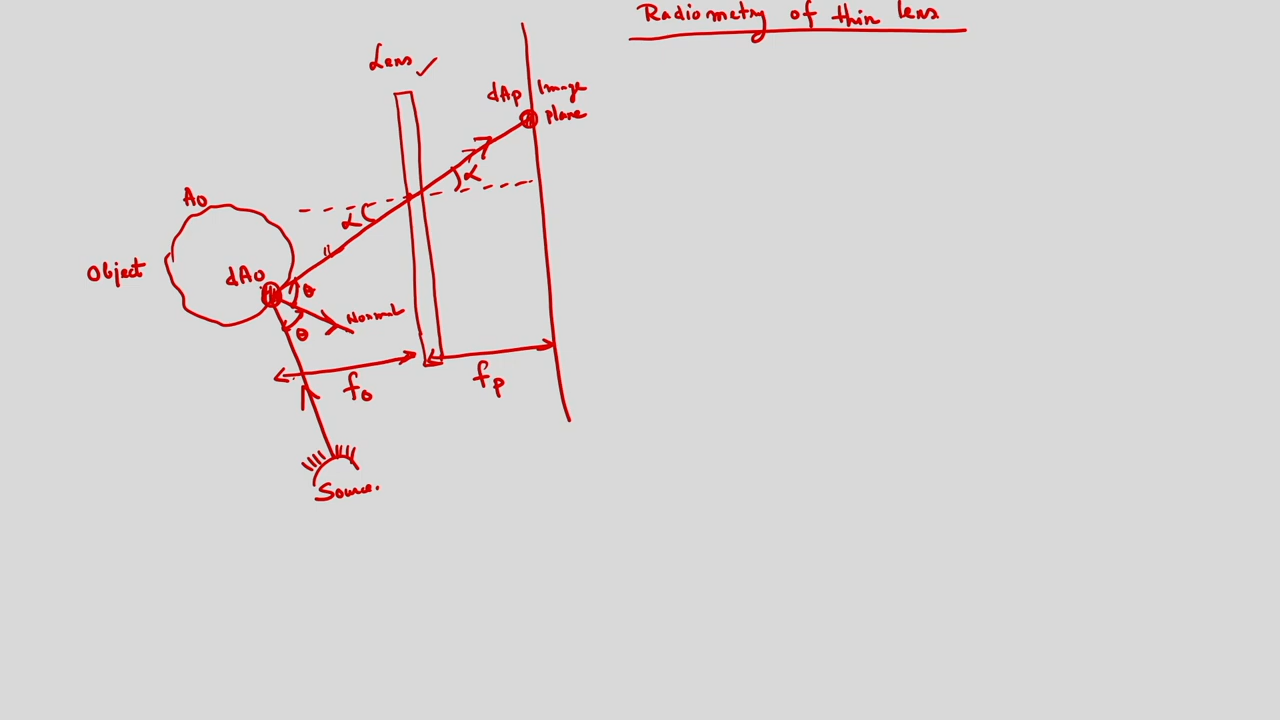 Radiometry of thin lens
Lens ✓
dAp Image
plane
α
Ao
α
Object
dAo
θ
Normal
θ
fo
fp
Source.